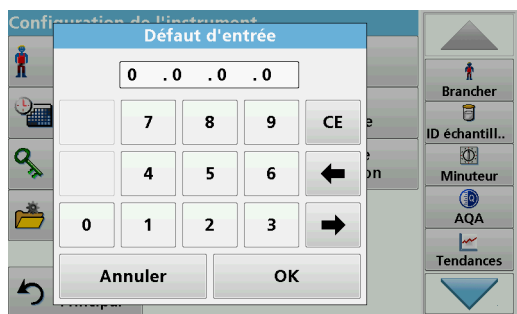 Configuration de l'instrument
Défaut d'entrée
0 .0 .0 .0
7 8 9 CE
4 5 6
0 1 2 3
Annuler OK
Principal
Brancher
ID échantill..
Minuteur
AQA
Tendances